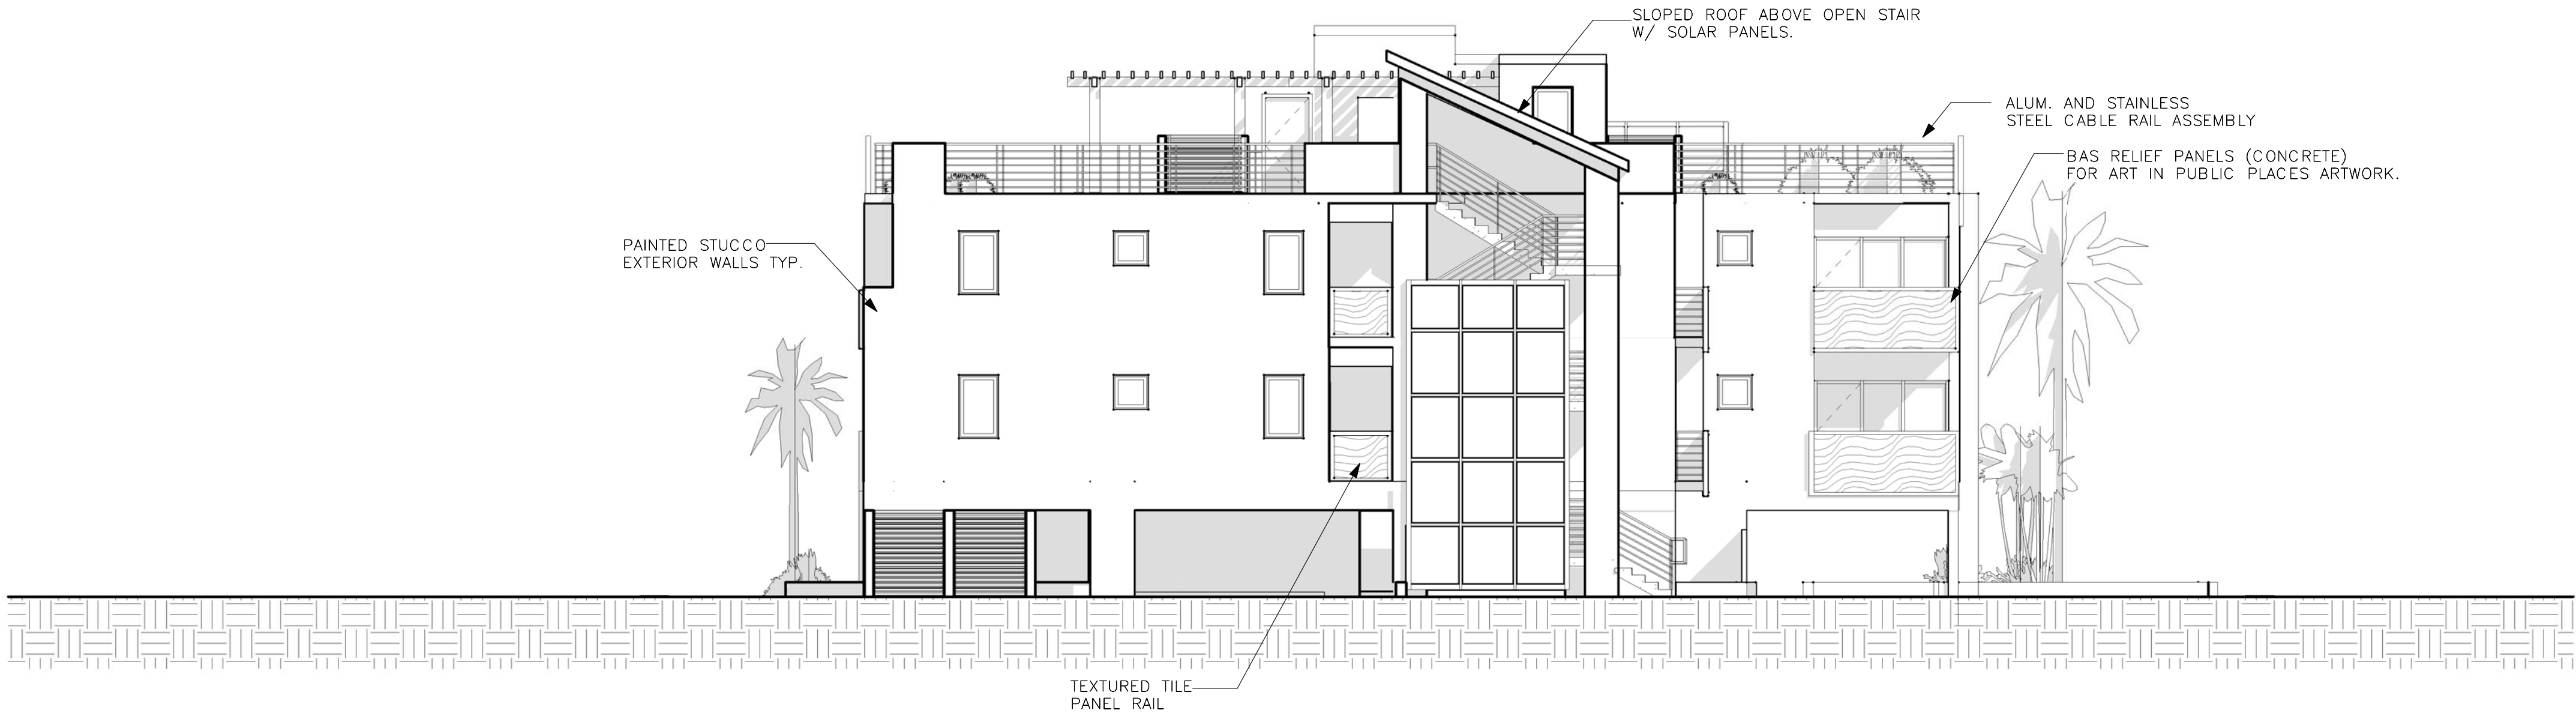 SLOPED ROOF ABOVE OPEN STAIR
W/ SOLAR PANELS.
ALUM. AND STAINLESS
STEEL CABLE RAIL ASSEMBLY
BAS RELIEF PANELS (CONCRETE)
FOR ART IN PUBLIC PLACES ARTWORK.
PAINTED STUCCO
EXTERIOR WALLS TYP.
TEXTURED TILE
PANEL RAIL